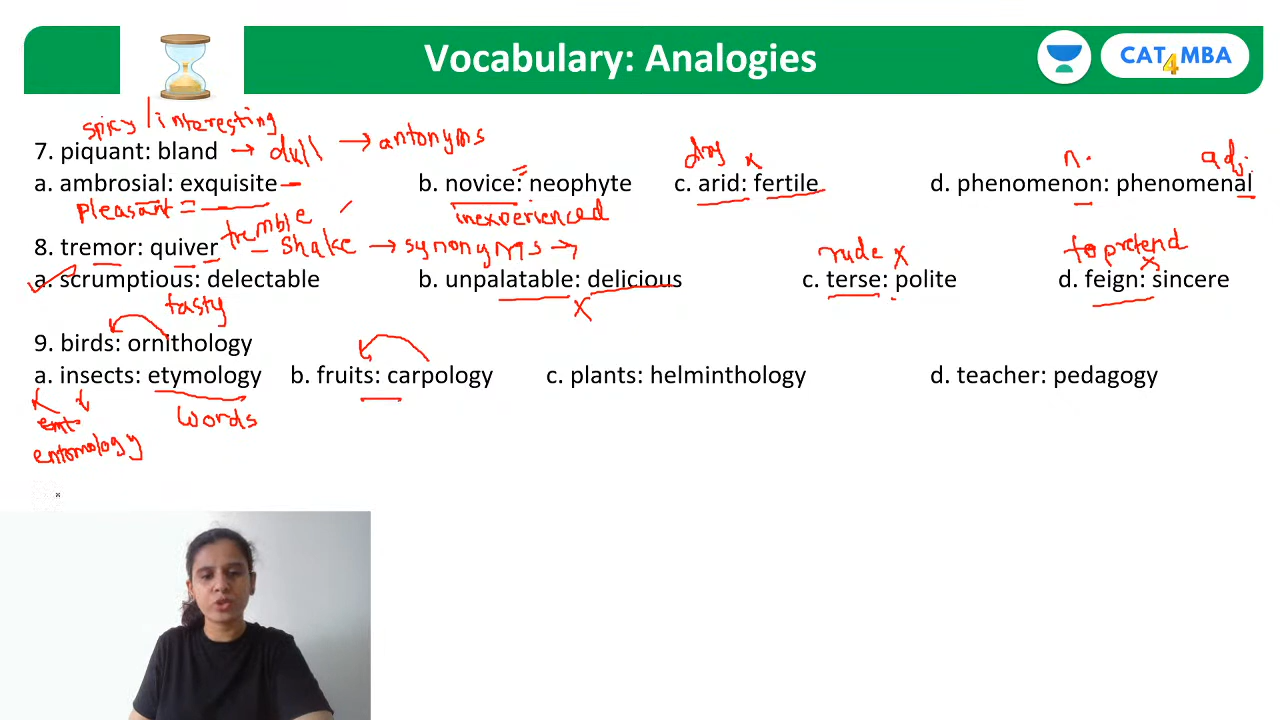 Vocabulary: Analogies
CAT4MBA
spicy / interesting
7. piquant: bland → dull → antonyms
dry x
n.
adj.
a. ambrosial: exquisite
b. novice: neophyte
c. arid: fertile
d. phenomenon: phenomenal
pleasant =
inexperienced
tremble
8. tremor: quiver – shake → synonyms →
rude x
to pretend
x
a. scrumptious: delectable
b. unpalatable: delicious
c. terse: polite
d. feign: sincere
tasty
x
9. birds: ornithology
a. insects: etymology
b. fruits: carpology
c. plants: helminthology
d. teacher: pedagogy
words
entomology